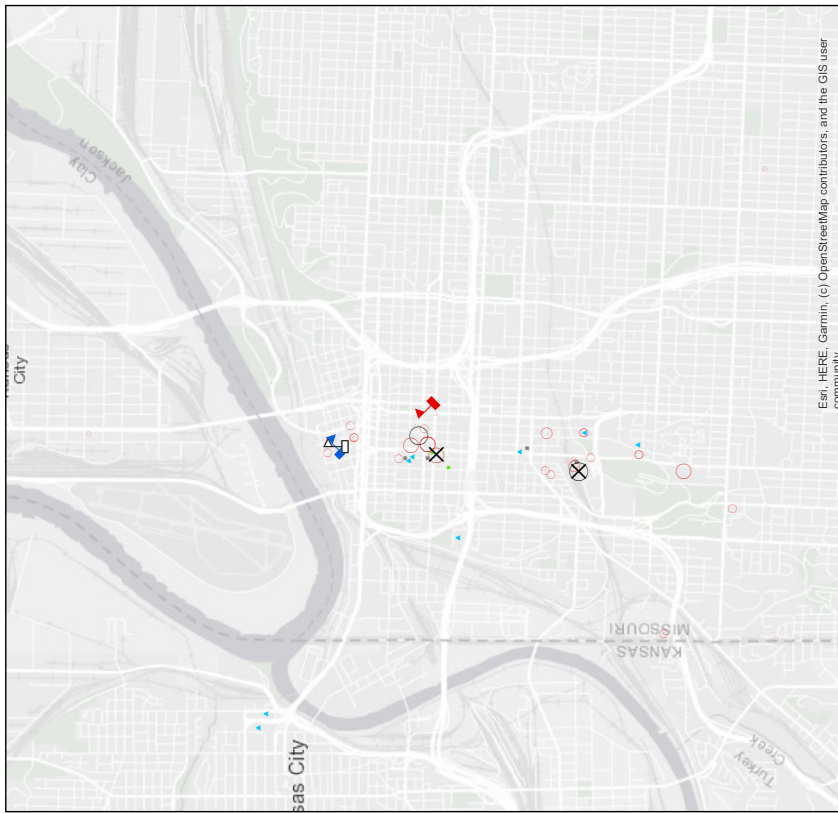 Clay
Jackson
City
KANSAS
MISSOURI
sas City
Turkey
Creek
Esri, HERE, Garmin, (c) OpenStreetMap contributors, and the GIS user
community